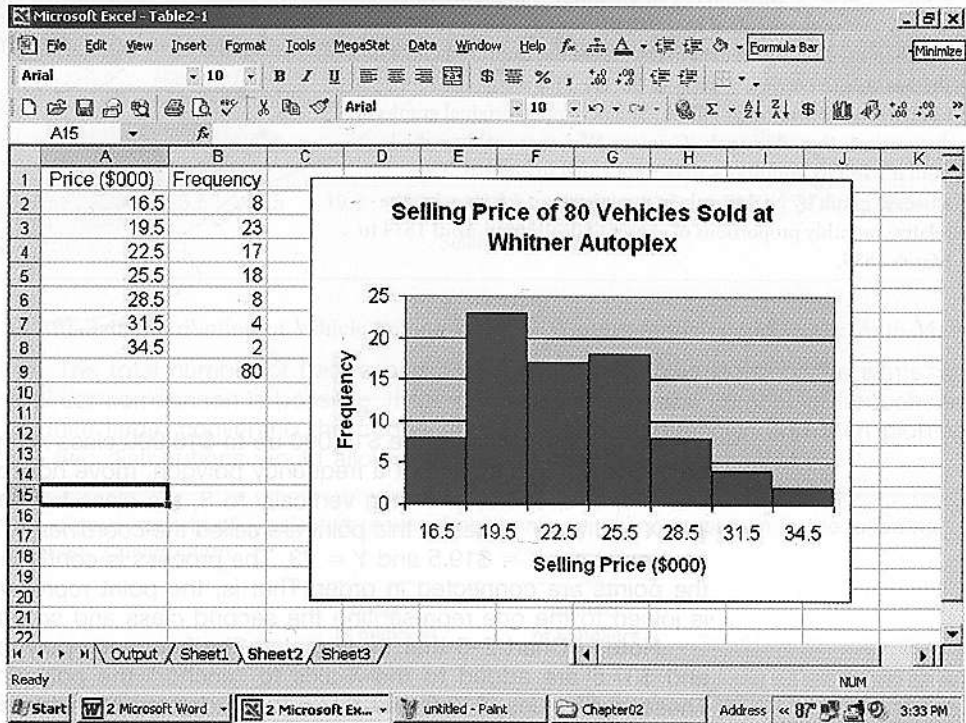 Microsoft Excel - Table2-1
File Edit View Insert Format Tools MegaStat Data Window Help Formula Bar Minimize
Arial 10 B I U $ %
Arial 10
A15 fx
A B C D E F G H I J K
1 Price ($000) Frequency
2 16.5 8
3 19.5 23
4 22.5 17
5 25.5 18
6 28.5 8
7 31.5 4
8 34.5 2
9 80
10
11
12
13
14
15
16
17
18
19
20
21
22
Selling Price of 80 Vehicles Sold at
Whitner Autoplex
Frequency
25
20
15
10
5
0
16.5 19.5 22.5 25.5 28.5 31.5 34.5
Selling Price ($000)
Output Sheet1 Sheet2 Sheet3
Ready NUM
Start 2 Microsoft Word 2 Microsoft Ex... untitled - Paint Chapter02 Address 87° 3:33 PM